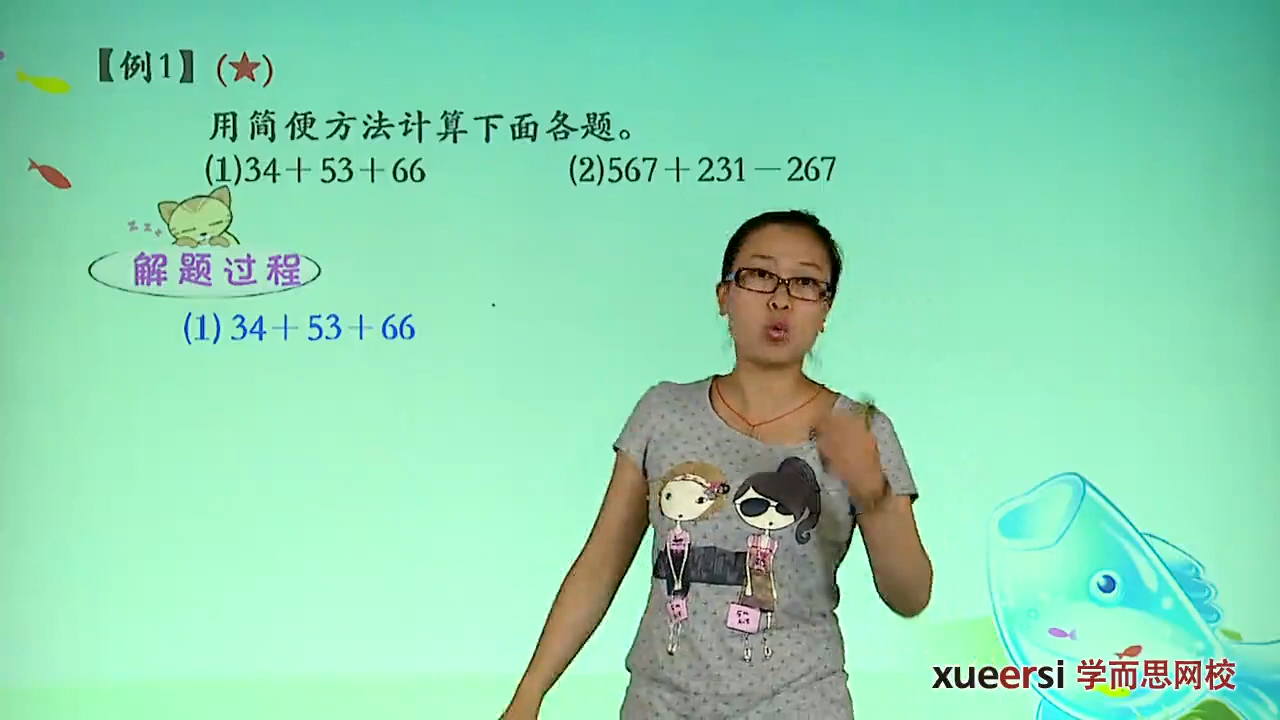 【例1】(★)
用简便方法计算下面各题。
(1)34+53+66 (2)567+231-267
zzz
解题过程
(1) 34+53+66
xueersi 学而思网校